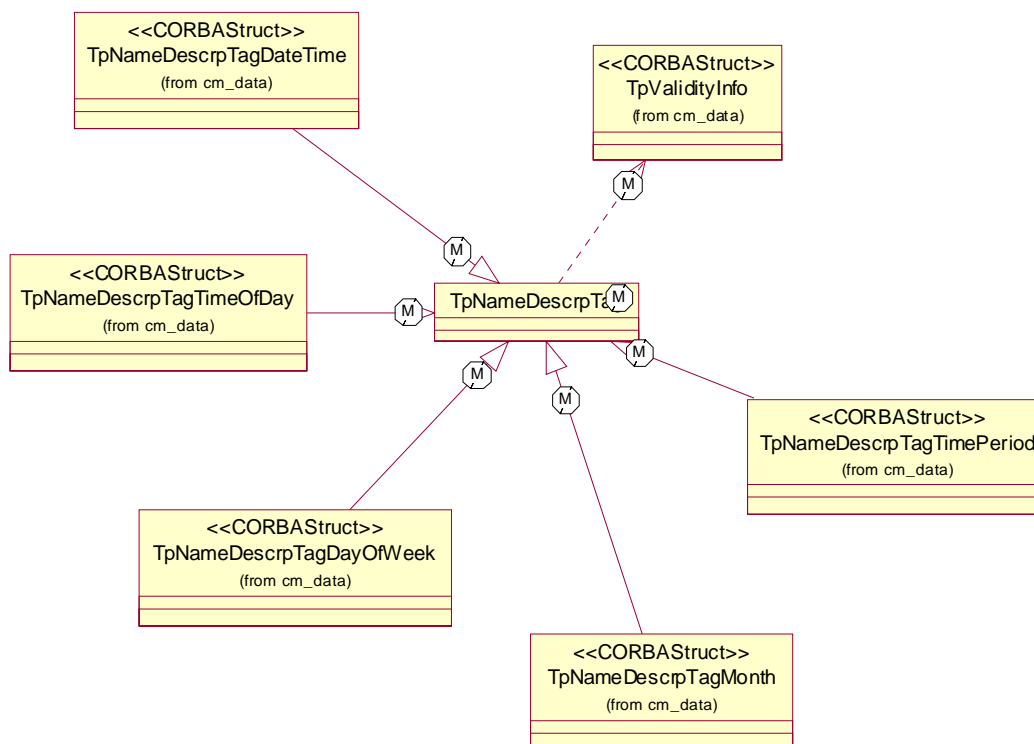 <<CORBAStruct>>
TpNameDescrpTagDateTime
(from cm_data)
<<CORBAStruct>>
TpValidityInfo
(from cm_data)
M
M
<<CORBAStruct>>
TpNameDescrpTagTimeOfDay
(from cm_data)
M
TpNameDescrpTag
M
M
M
M
<<CORBAStruct>>
TpNameDescrpTagTimePeriod
(from cm_data)
<<CORBAStruct>>
TpNameDescrpTagDayOfWeek
(from cm_data)
<<CORBAStruct>>
TpNameDescrpTagMonth
(from cm_data)